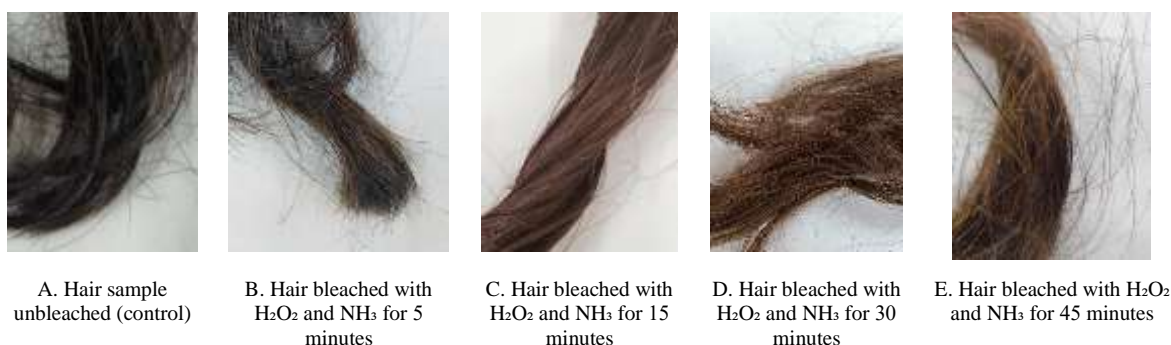 A. Hair sample
unbleached (control)
B. Hair bleached with
H₂O₂ and NH₃ for 5
minutes
C. Hair bleached with
H₂O₂ and NH₃ for 15
minutes
D. Hair bleached with
H₂O₂ and NH₃ for 30
minutes
E. Hair bleached with H₂O₂
and NH₃ for 45 minutes